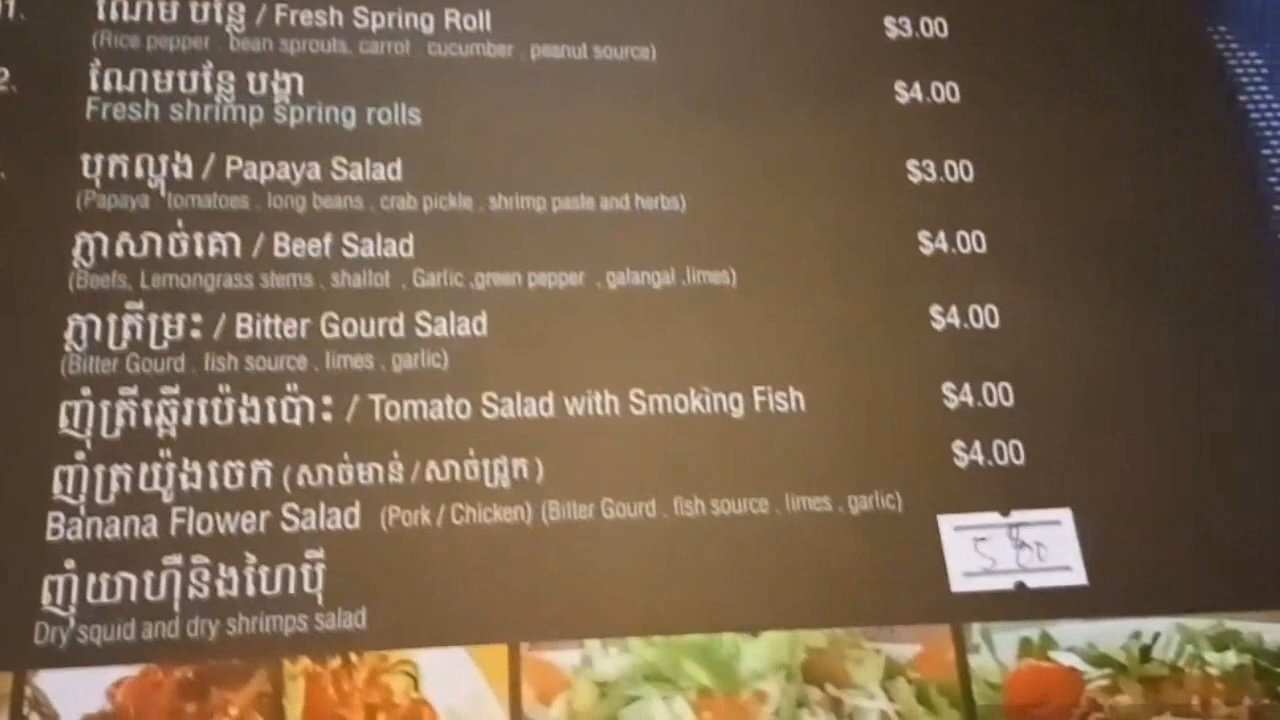 ណែម បន្លែ / Fresh Spring Roll $3.00
(Rice pepper . bean sprouts, carrot . cucumber . peanut source)
2. ណែមបន្លែ បង្គា $4.00
Fresh shrimp spring rolls
បុកល្ហុង / Papaya Salad $3.00
(Papaya tomatoes . long beans . crab pickle . shrimp paste and herbs)
ភ្លាសាច់គោ / Beef Salad $4.00
(Beefs, Lemongrass stems . shallot . Garlic .green pepper . galangal .limes)
ភ្លាត្រីម្រះ / Bitter Gourd Salad $4.00
(Bitter Gourd . fish source . limes . garlic)
ញុំត្រីឆ្អើរប៉េងប៉ោះ / Tomato Salad with Smoking Fish $4.00
ញុំត្រយ៉ូងចេក (សាច់មាន់ / សាច់ជ្រូក) $4.00
Banana Flower Salad (Pork / Chicken) (Bitter Gourd . fish source . limes . garlic)
ញុំយាហ៊ឺនិងហៃប៊ី
Dry squid and dry shrimps salad